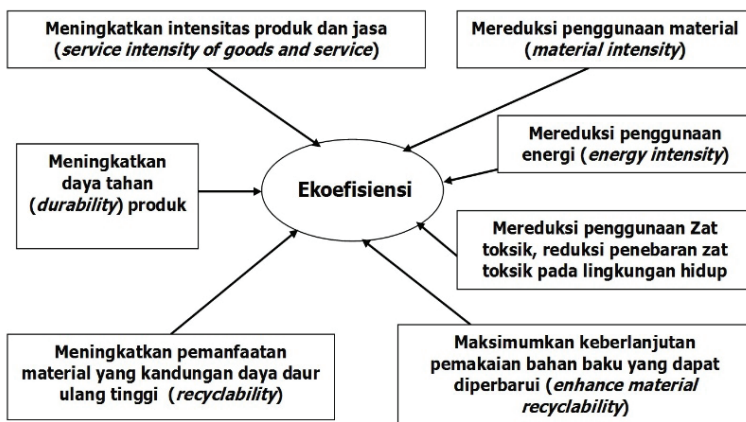 Meningkatkan intensitas produk dan jasa
(service intensity of goods and service)
Mereduksi penggunaan material
(material intensity)
Mereduksi penggunaan
energi (energy intensity)
Meningkatkan
daya tahan
(durability) produk
Ekoefisiensi
Mereduksi penggunaan Zat
toksik, reduksi penebaran zat
toksik pada lingkungan hidup
Meningkatkan pemanfaatan
material yang kandungan daya daur
ulang tinggi (recyclability)
Maksimumkan keberlanjutan
pemakaian bahan baku yang dapat
diperbarui (enhance material
recyclability)